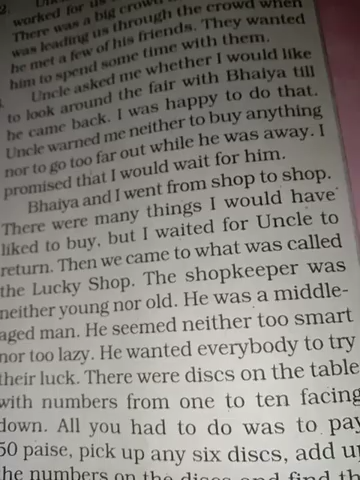 2.
worked for us
There was a big crowd
was leading us through the crowd when
he met a few of his friends. They wanted
him to spend some time with them.
Uncle asked me whether I would like
to look around the fair with Bhaiya till
he came back. I was happy to do that.
Uncle warned me neither to buy anything
nor to go too far out while he was away. I
promised that I would wait for him.
Bhaiya and I went from shop to shop.
There were many things I would have
liked to buy, but I waited for Uncle to
return. Then we came to what was called
the Lucky Shop. The shopkeeper was
neither young nor old. He was a middle-
aged man. He seemed neither too smart
nor too lazy. He wanted everybody to try
their luck. There were discs on the table
with numbers from one to ten facing
down. All you had to do was to pay
50 paise, pick up any six discs, add up
the numbers on the discs and find th